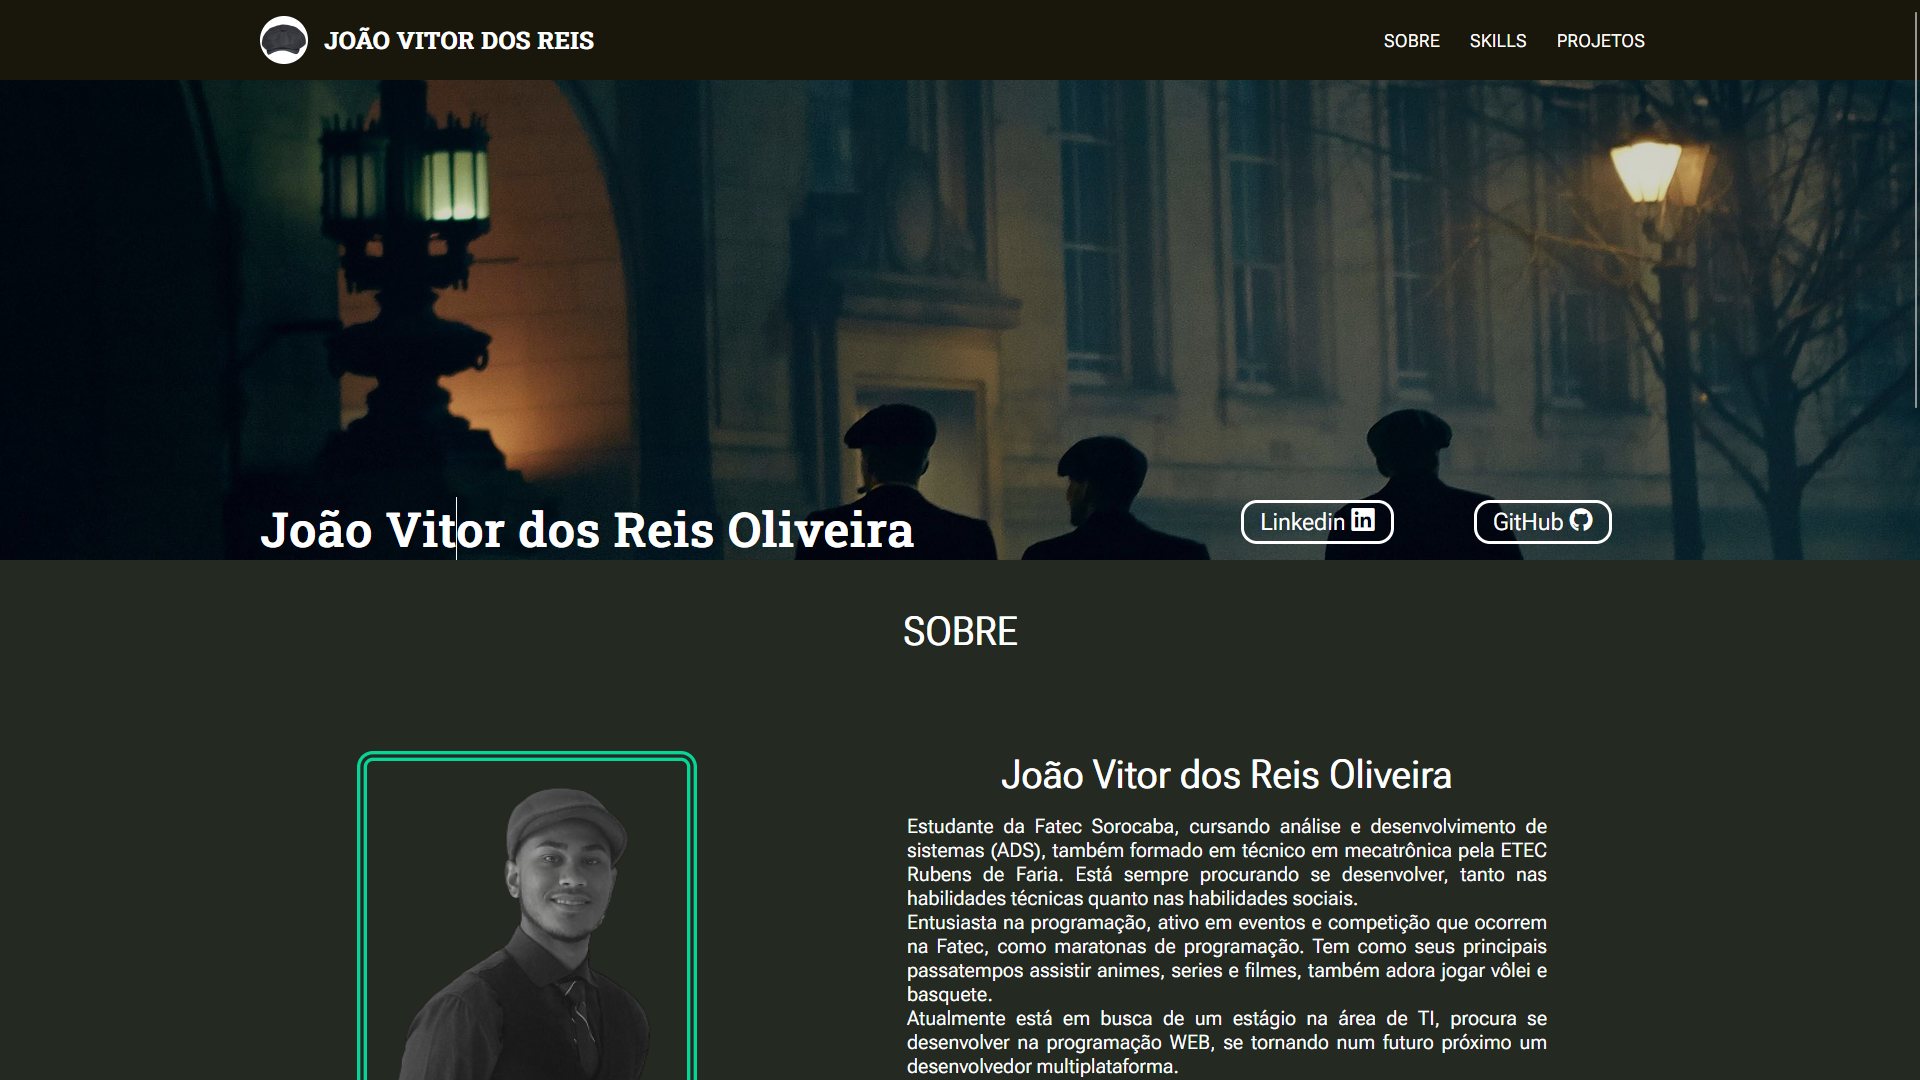 JOÃO VITOR DOS REIS
SOBRE SKILLS PROJETOS
João Vitor dos Reis Oliveira
Linkedin
GitHub
SOBRE
João Vitor dos Reis Oliveira
Estudante da Fatec Sorocaba, cursando análise e desenvolvimento de
sistemas (ADS), também formado em técnico em mecatrônica pela ETEC
Rubens de Faria. Está sempre procurando se desenvolver, tanto nas
habilidades técnicas quanto nas habilidades sociais.
Entusiasta na programação, ativo em eventos e competição que ocorrem
na Fatec, como maratonas de programação. Tem como seus principais
passatempos assistir animes, series e filmes, também adora jogar vôlei e
basquete.
Atualmente está em busca de um estágio na área de TI, procura se
desenvolver na programação WEB, se tornando num futuro próximo um
desenvolvedor multiplataforma.